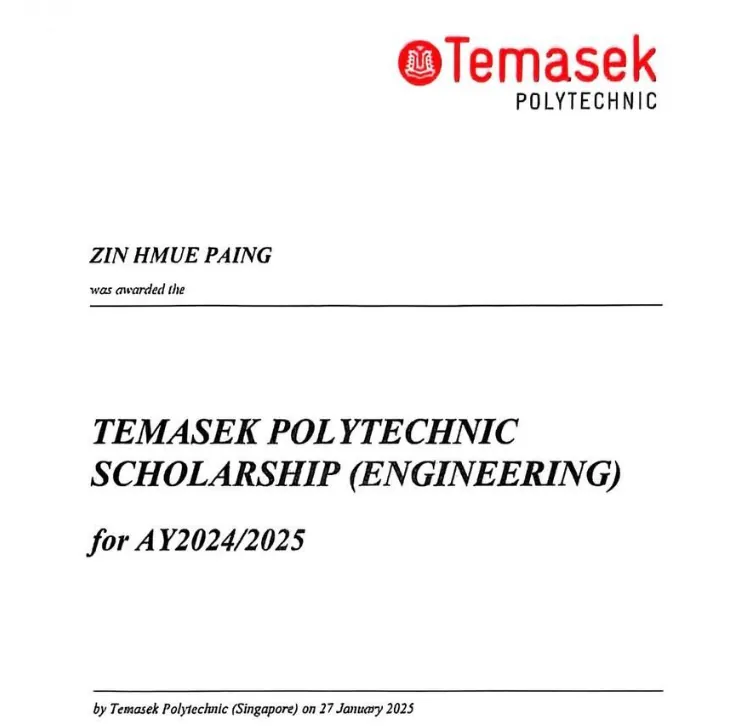 Temasek
POLYTECHNIC
ZIN HMUE PAING
was awarded the
TEMASEK POLYTECHNIC
SCHOLARSHIP (ENGINEERING)
for AY2024/2025
by Temasek Polytechnic (Singapore) on 27 January 2025